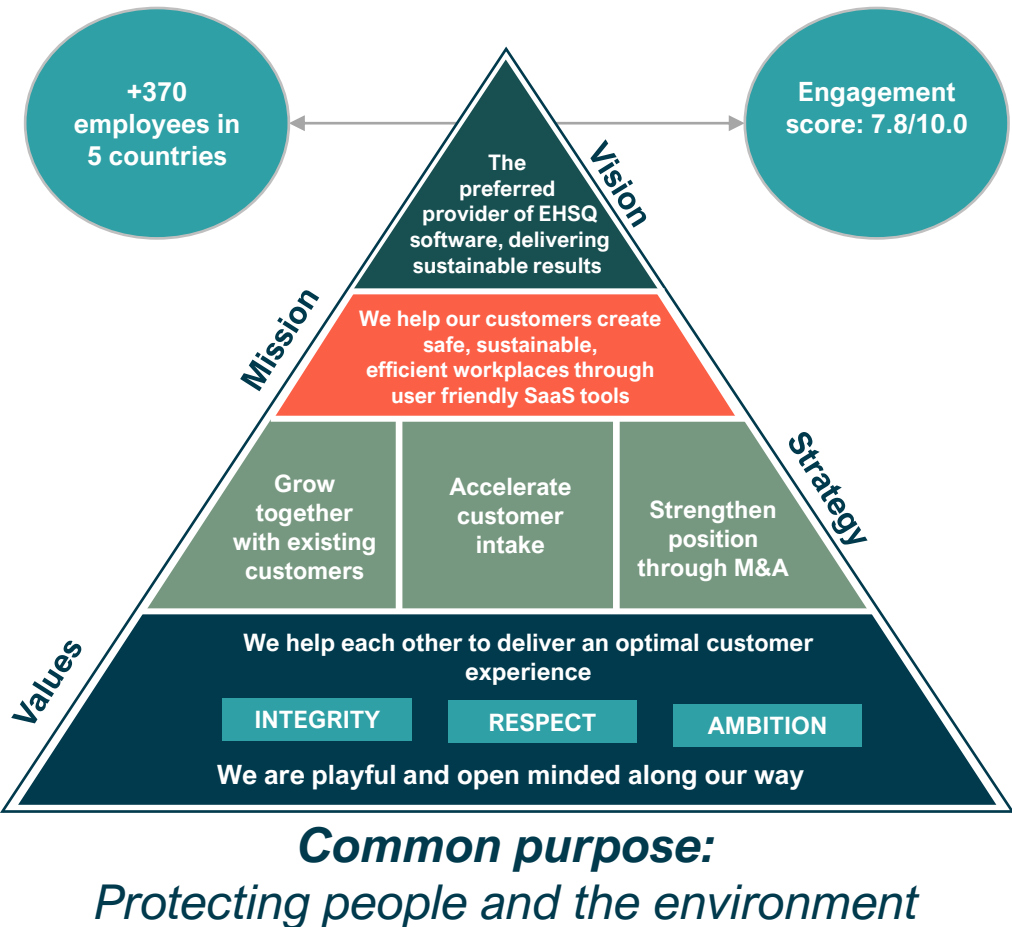 +370
employees in
5 countries
Engagement
score: 7.8/10.0
Vision
The
preferred
provider of EHSQ
software, delivering
sustainable results
Mission
We help our customers create
safe, sustainable,
efficient workplaces through
user friendly SaaS tools
Strategy
Grow
together
with existing
customers
Accelerate
customer
intake
Strengthen
position
through M&A
Values
We help each other to deliver an optimal customer
experience
INTEGRITY
RESPECT
AMBITION
We are playful and open minded along our way
Common purpose:
Protecting people and the environment